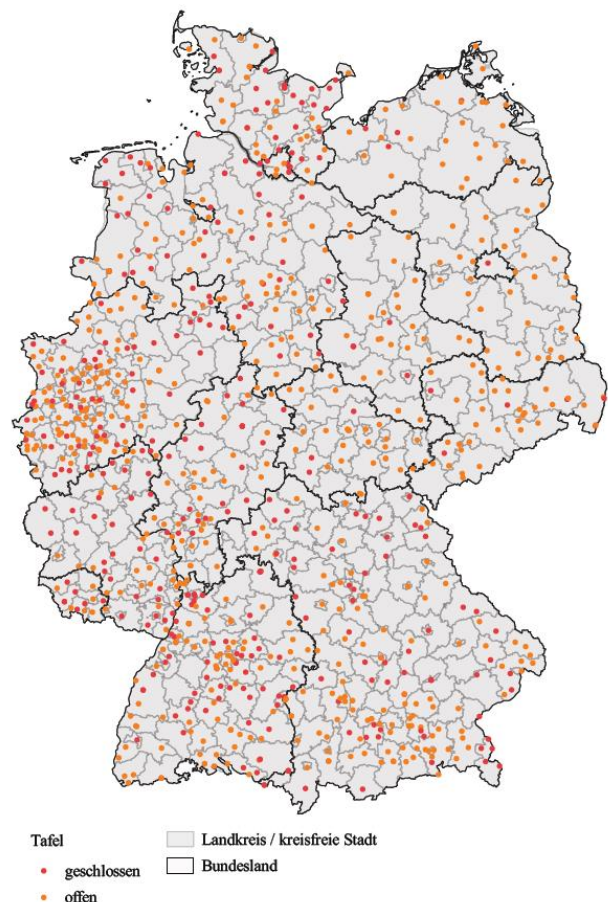 Tafel
geschlossen
offen
Landkreis / kreisfreie Stadt
Bundesland